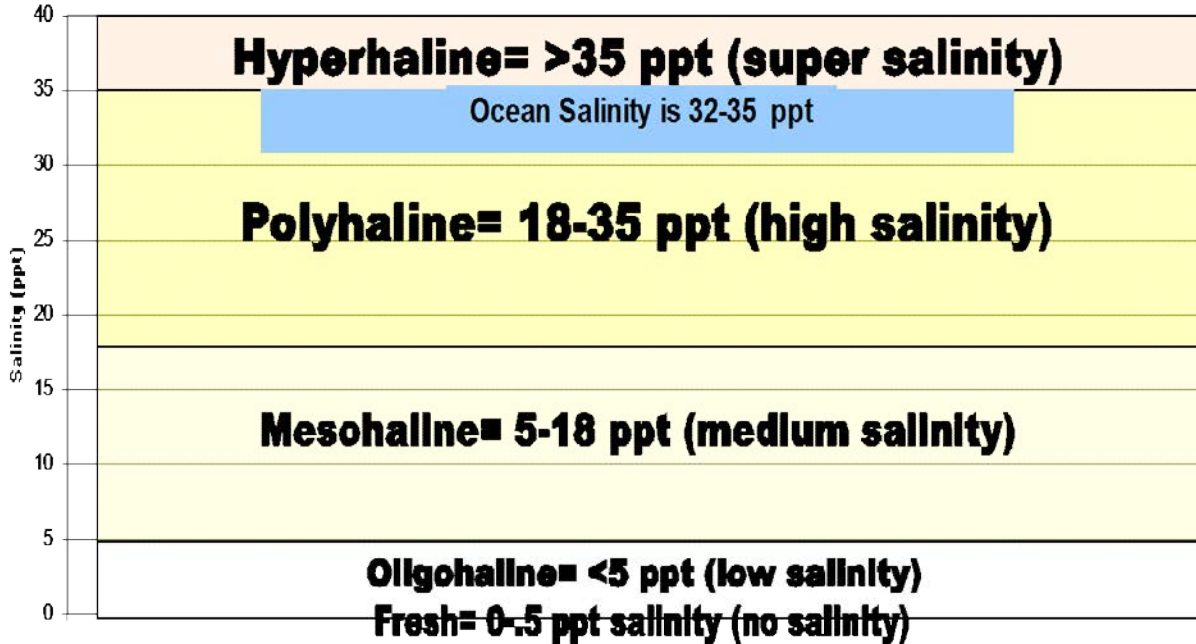 40
Hyperhaline= >35 ppt (super salinity)
35
Ocean Salinity is 32-35 ppt
30
Polyhaline= 18-35 ppt (high salinity)
25
Salinity (ppt)
20
15
Mesohaline= 5-18 ppt (medium salinity)
10
5
Oligohaline= <5 ppt (low salinity)
0
Fresh= 0-.5 ppt salinity (no salinity)